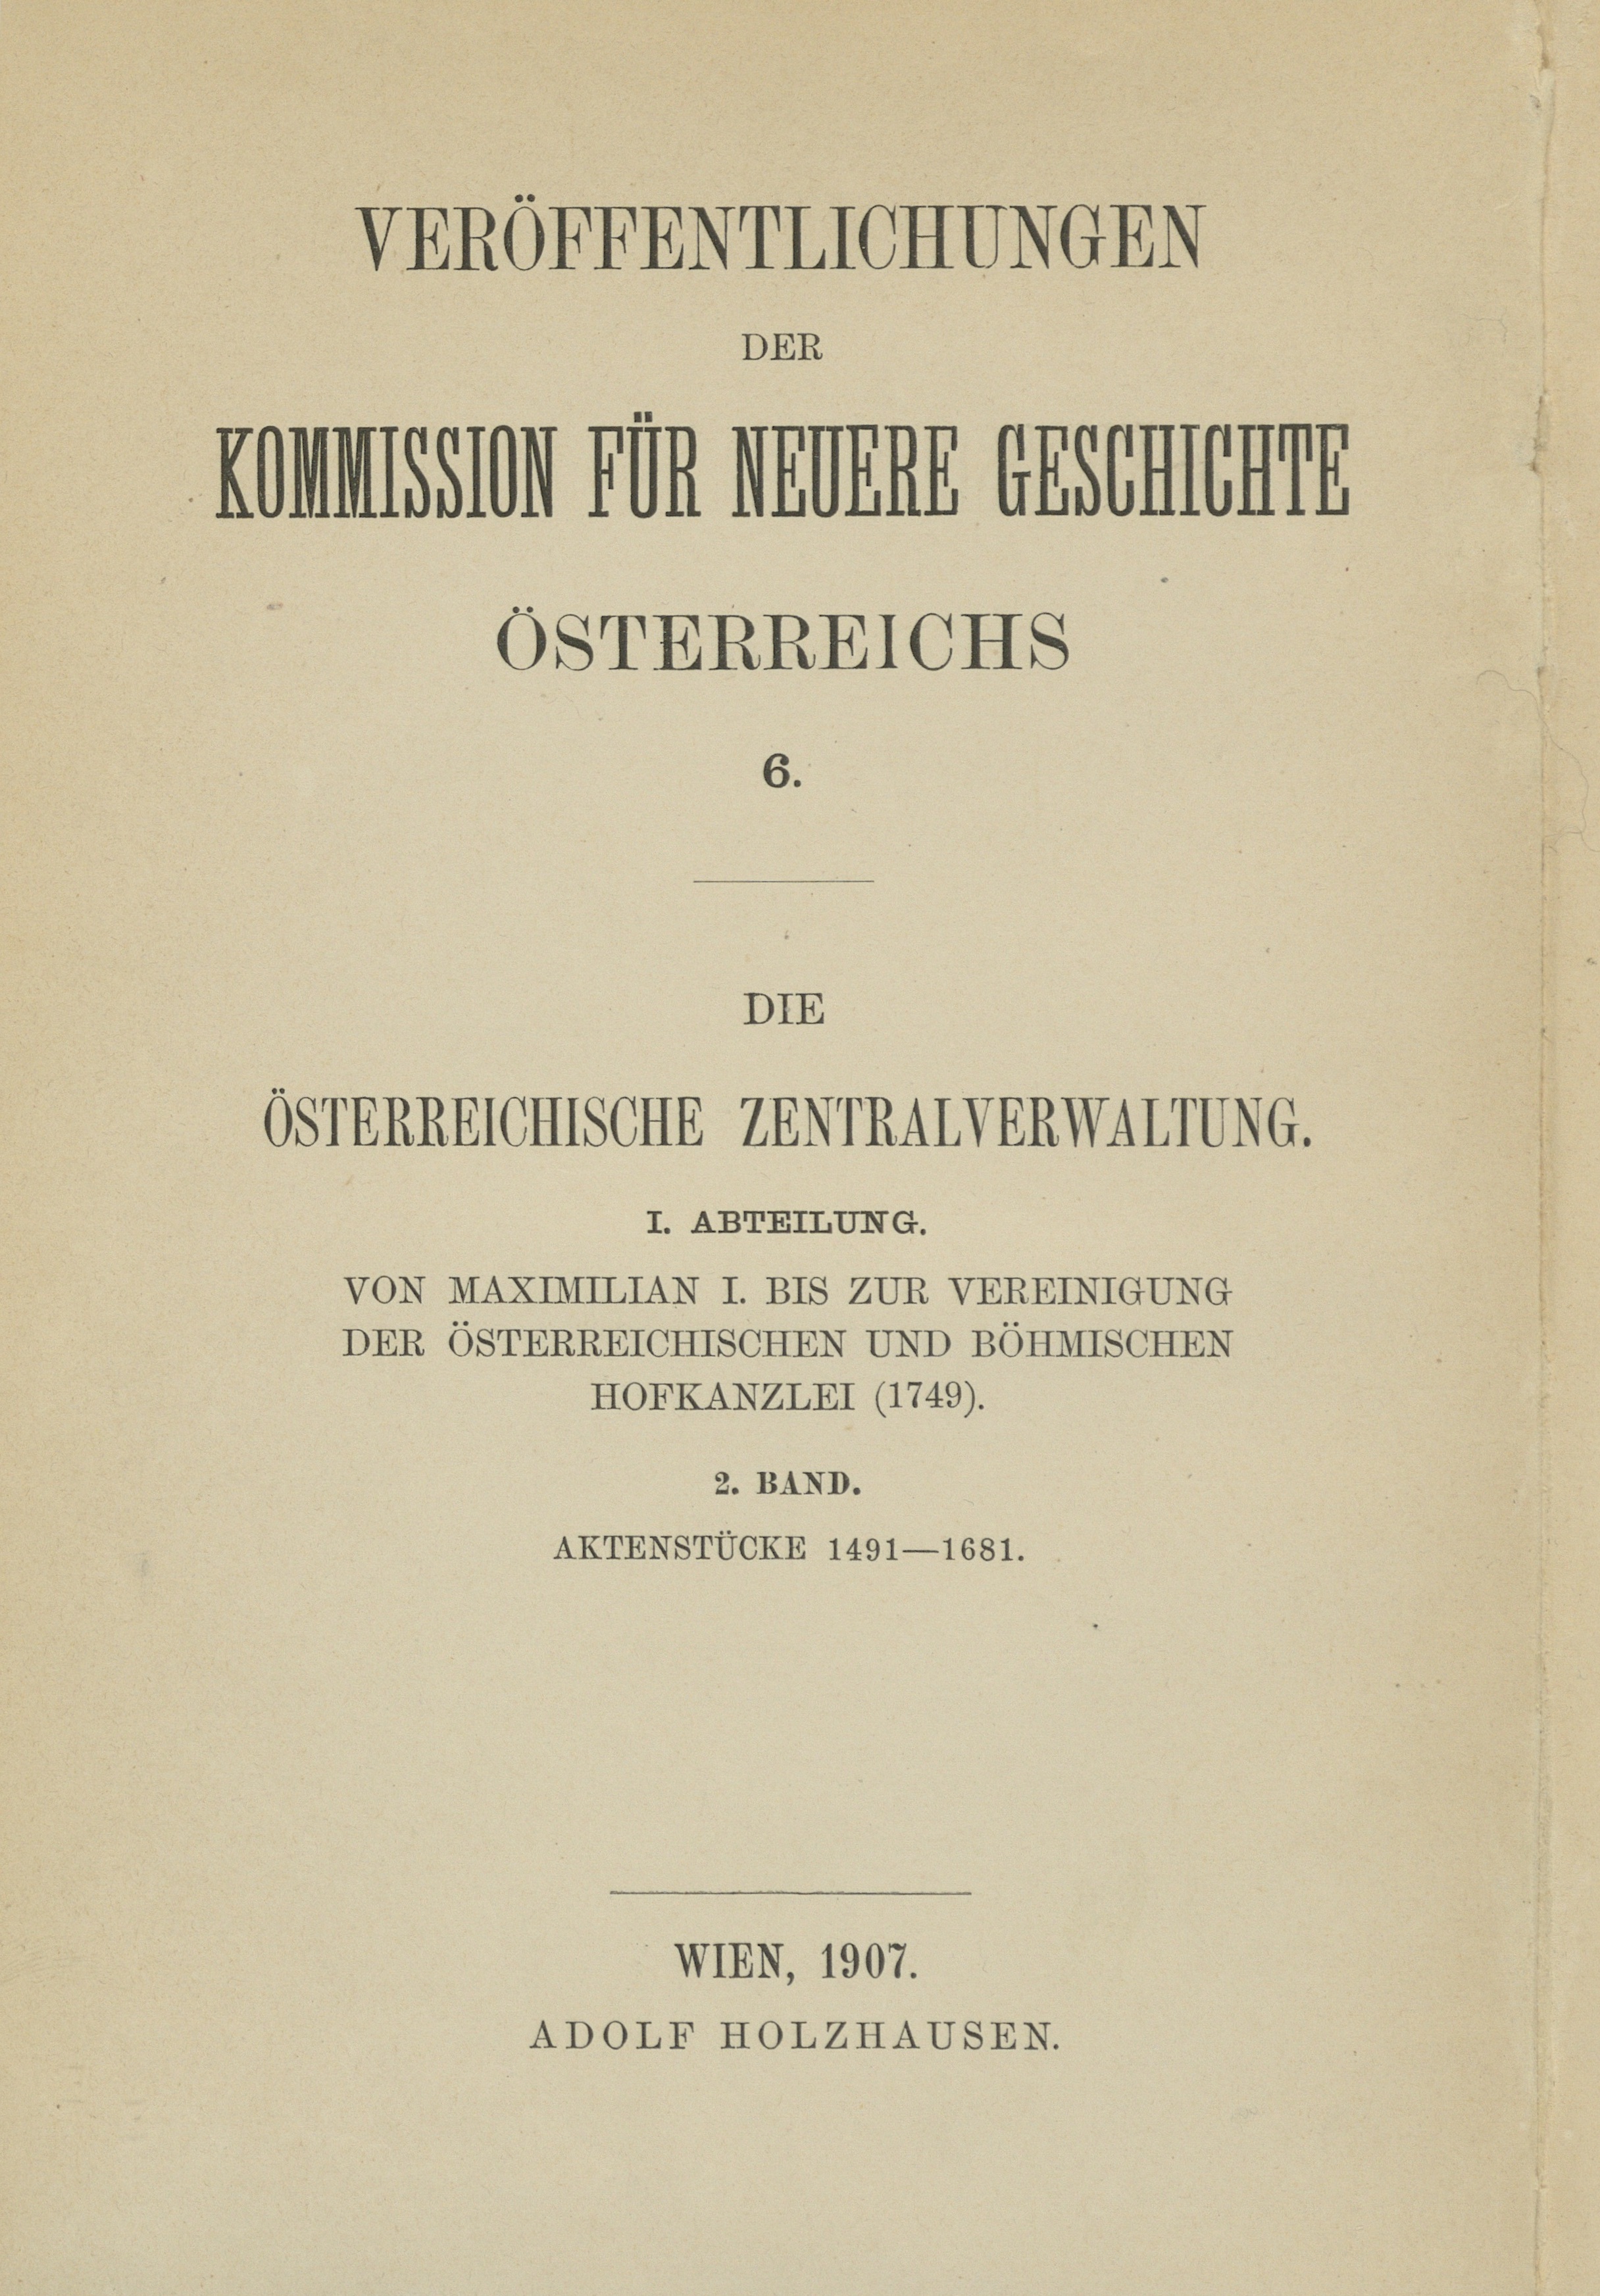 VERÖFFENTLICHUNGEN
DER
KOMMISSION FÜR NEUERE GESCHICHTE
ÖSTERREICHS
6.
DIE
ÖSTERREICHISCHE ZENTRALVERWALTUNG.
I. ABTEILUNG.
VON MAXIMILIAN I. BIS ZUR VEREINIGUNG
DER ÖSTERREICHISCHEN UND BÖHMISCHEN
HOFKANZLEI (1749).
2. BAND.
AKTENSTÜCKE 1491—1681.
WIEN, 1907.
ADOLF HOLZHAUSEN.